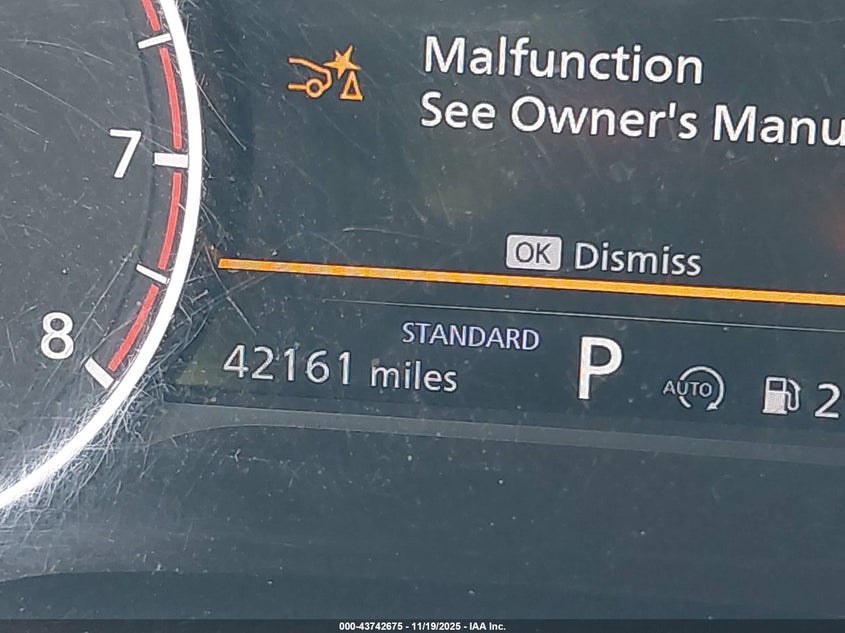 Malfunction
See Owner's Manu
7
OK Dismiss
8
STANDARD
42161 miles
P
AUTO
2
000-43742675 - 11/19/2025 - IAA Inc.